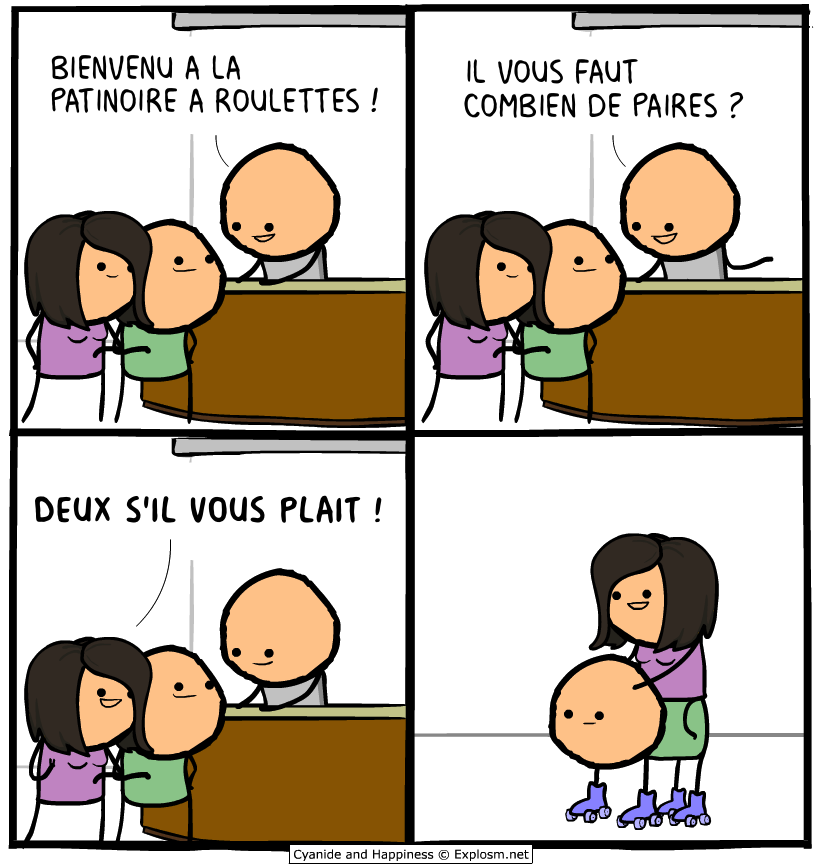 BIENVENU A LA
PATINOIRE A ROULETTES !
IL VOUS FAUT
COMBIEN DE PAIRES ?
DEUX S'IL VOUS PLAIT !
Cyanide and Happiness © Explosm.net